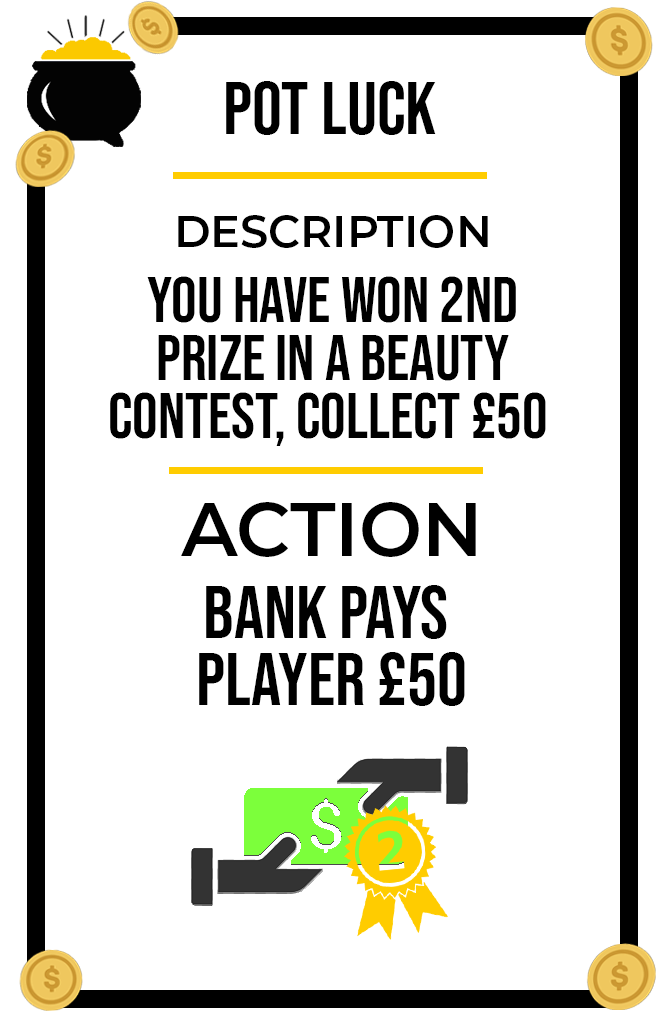 $
$
POT LUCK
$
DESCRIPTION
YOU HAVE WON 2ND
PRIZE IN A BEAUTY
CONTEST, COLLECT £50
ACTION
BANK PAYS
PLAYER £50
$
2
$
$